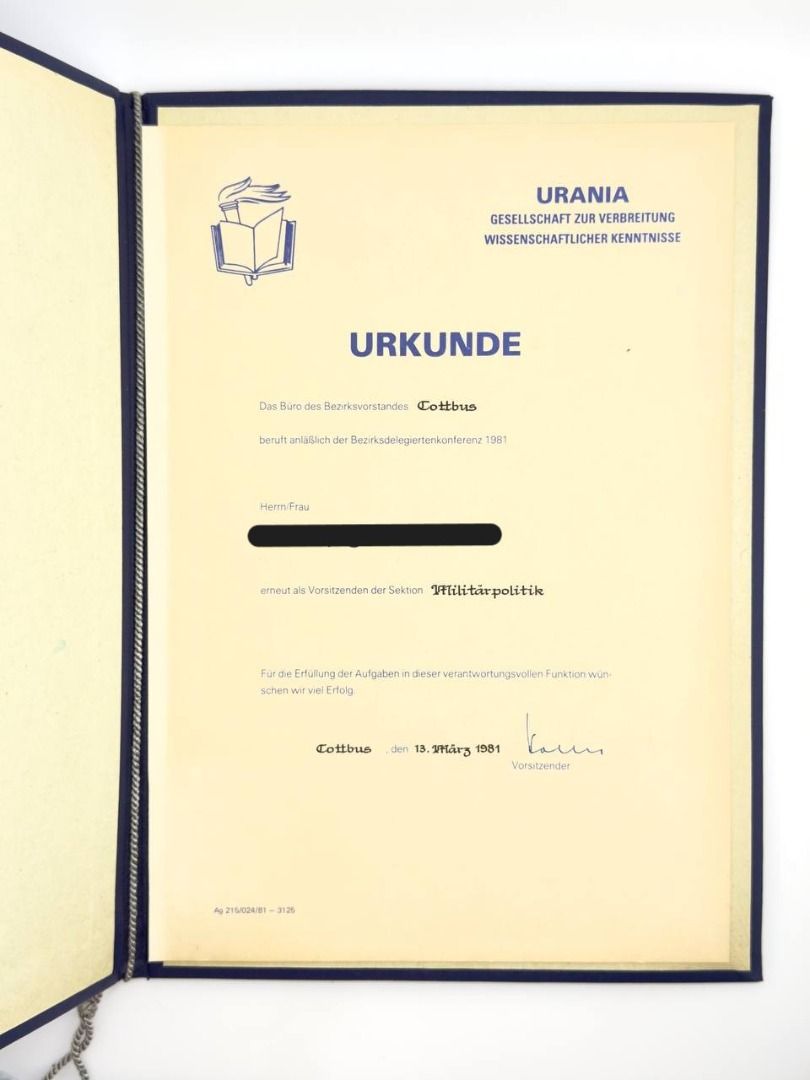 URANIA
GESELLSCHAFT ZUR VERBREITUNG
WISSENSCHAFTLICHER KENNTNISSE
URKUNDE
Das Büro des Bezirksvorstandes Cottbus
beruft anläßlich der Bezirksdelegiertenkonferenz 1981
Herrn/Frau
erneut als Vorsitzenden der Sektion Militärpolitik
Für die Erfüllung der Aufgaben in dieser verantwortungsvollen Funktion wün-
schen wir viel Erfolg.
Cottbus , den 13. März 1981
Vorsitzender
Ag 215/024/81 – 3125